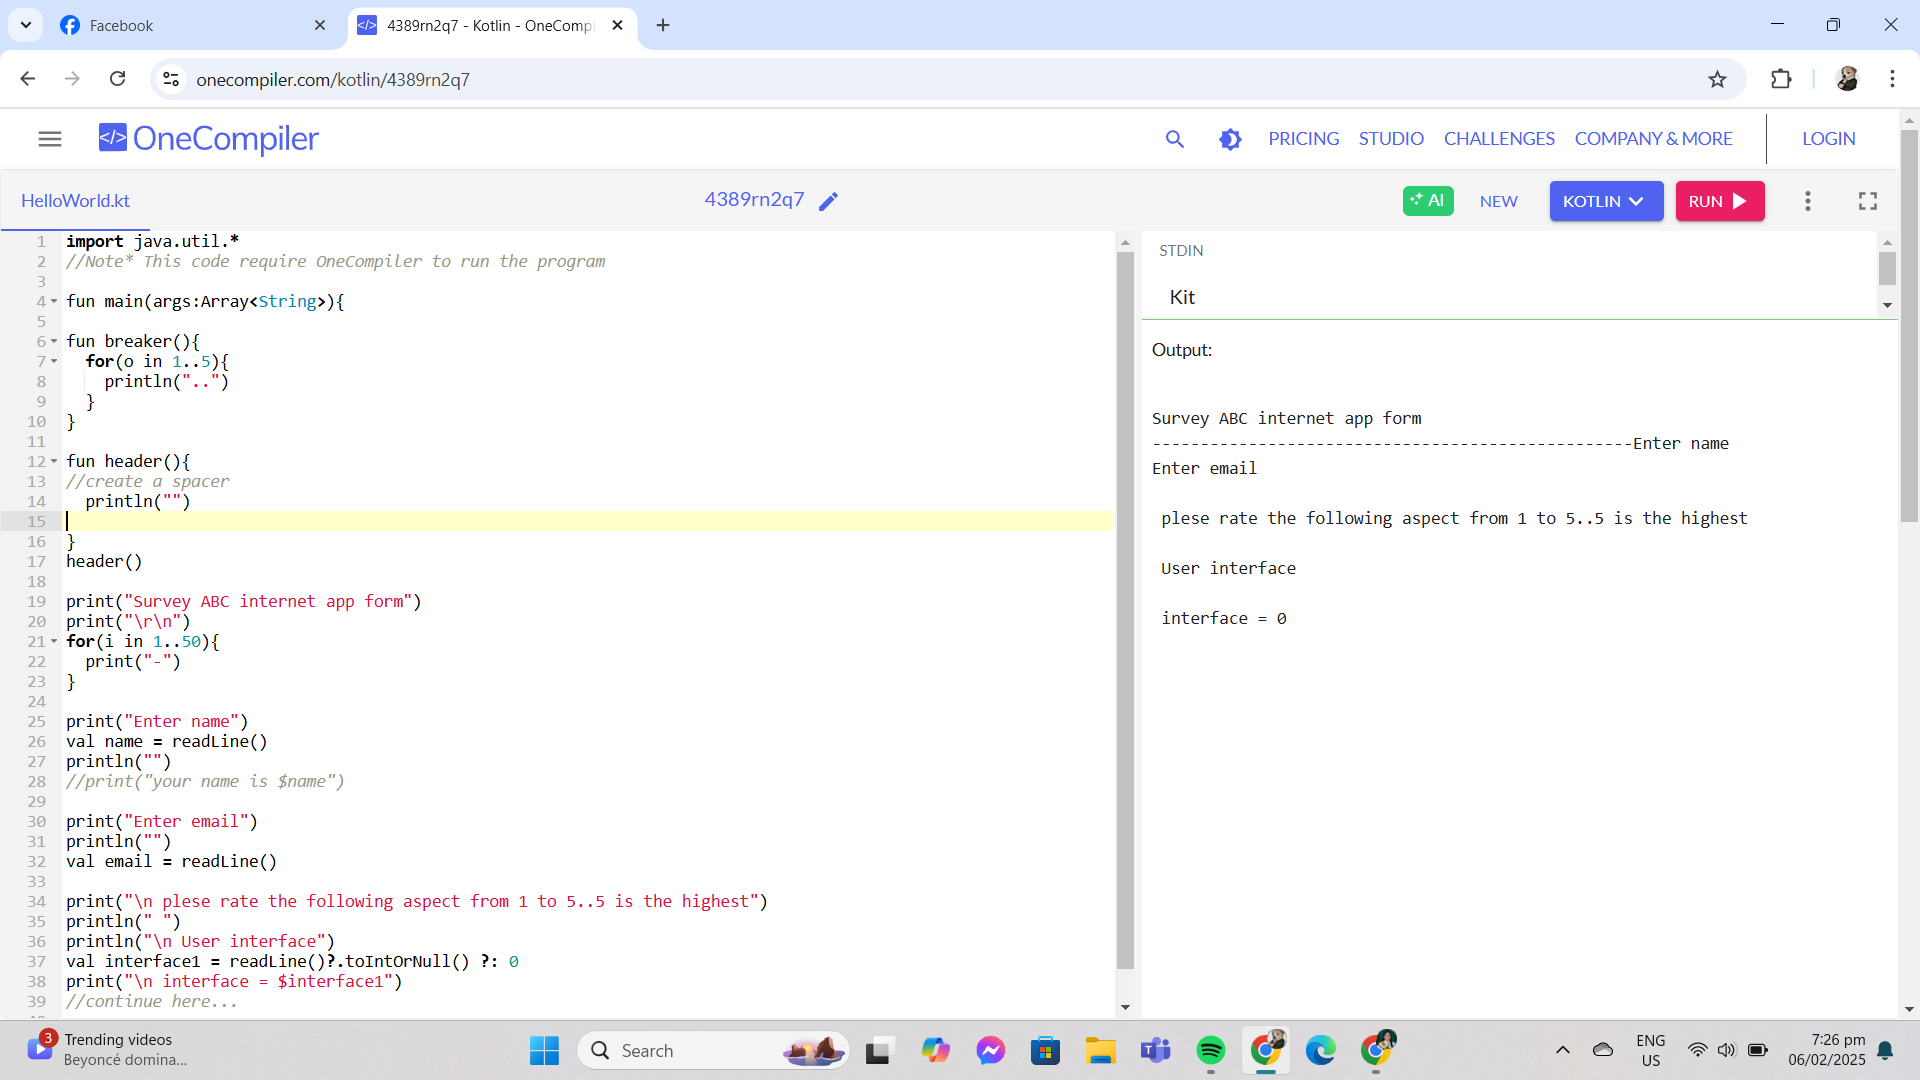 Facebook
4389rn2q7 - Kotlin - OneCompi
onecompiler.com/kotlin/4389rn2q7
</> OneCompiler
PRICING STUDIO CHALLENGES COMPANY & MORE LOGIN
HelloWorld.kt
4389rn2q7
AI NEW KOTLIN RUN
1 import java.util.*
2 //Note* This code require OneCompiler to run the program
3
4 fun main(args:Array<String>){
5
6 fun breaker(){
7   for(o in 1..5){
8     println("..")
9   }
10 }
11
12 fun header(){
13 //create a spacer
14   println("")
15
16 }
17 header()
18
19 print("Survey ABC internet app form")
20 print("\r\n")
21 for(i in 1..50){
22   print("-")
23 }
24
25 print("Enter name")
26 val name = readLine()
27 println("")
28 //print("your name is $name")
29
30 print("Enter email")
31 println("")
32 val email = readLine()
33
34 print("\n plese rate the following aspect from 1 to 5..5 is the highest")
35 println(" ")
36 println("\n User interface")
37 val interface1 = readLine()?.toIntOrNull() ?: 0
38 print("\n interface = $interface1")
39 //continue here...
STDIN
Kit
Output:
Survey ABC internet app form
--------------------------------------------------Enter name
Enter email
plese rate the following aspect from 1 to 5..5 is the highest
User interface
interface = 0
3
Trending videos
Beyoncé domina...
Search
ENG
US
7:26 pm
06/02/2025